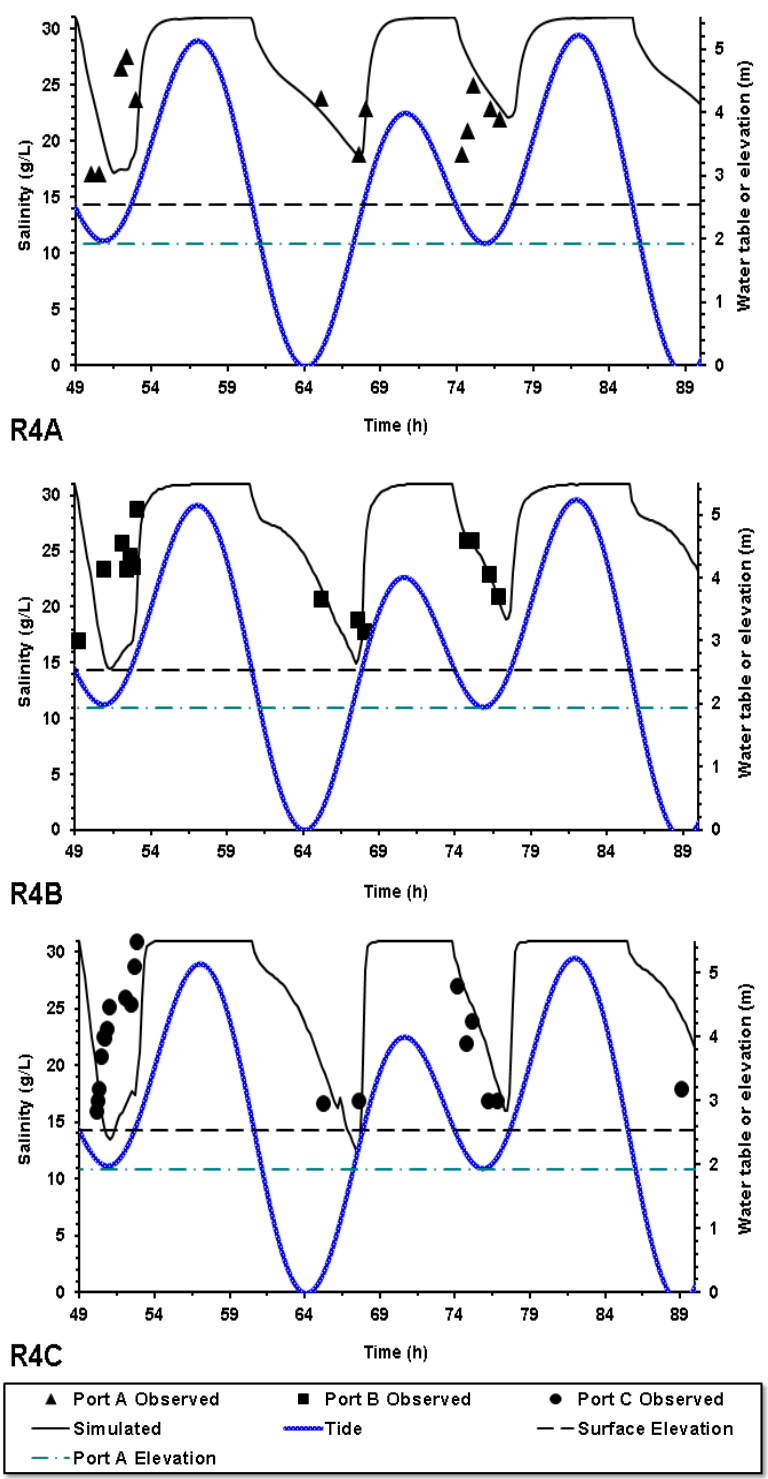 30
25
20
15
10
5
0
Salinity (g/L)
5
4
3
2
1
0
Water table or elevation (m)
49 54 59 64 69 74 79 84 89
Time (h)
R4A
30
25
20
15
10
5
0
Salinity (g/L)
5
4
3
2
1
0
Water table or elevation (m)
49 54 59 64 69 74 79 84 89
Time (h)
R4B
30
25
20
15
10
5
0
Salinity (g/L)
5
4
3
2
1
0
Water table or elevation (m)
49 54 59 64 69 74 79 84 89
Time (h)
R4C
Port A Observed Port B Observed Port C Observed
Simulated Tide Surface Elevation
Port A Elevation